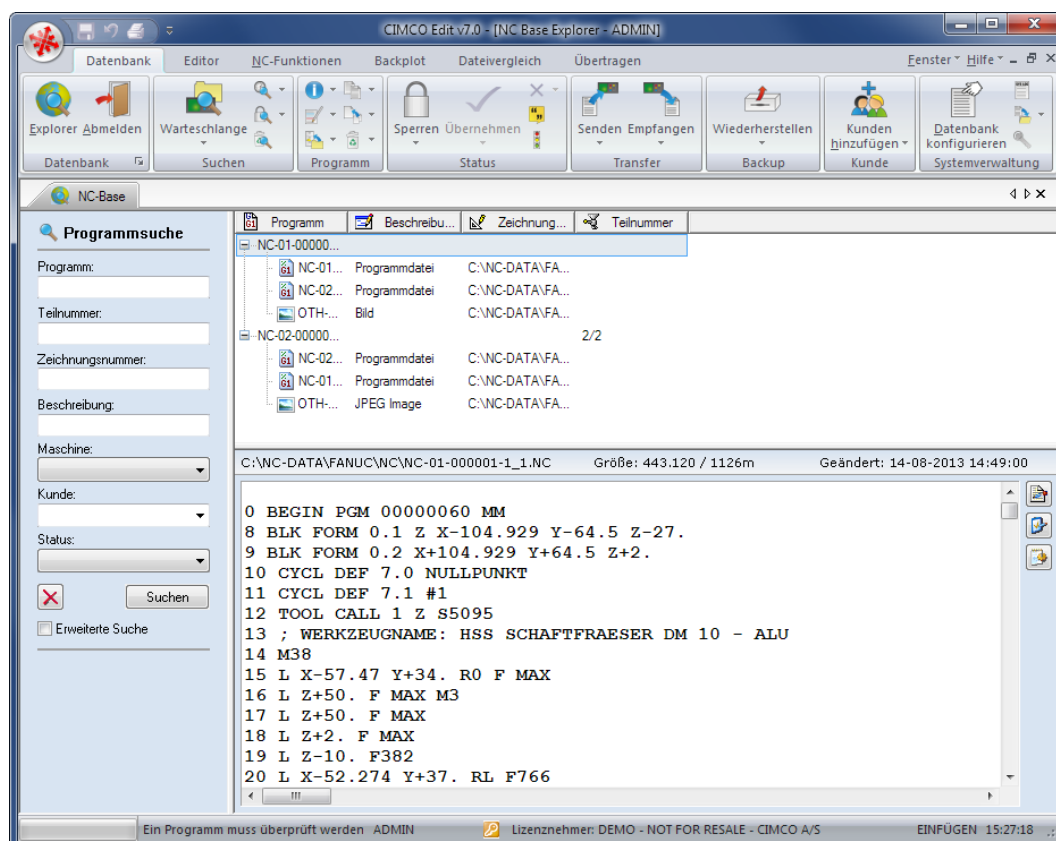 CIMCO Edit v7.0 - [NC Base Explorer - ADMIN]
Datenbank Editor NC-Funktionen Backplot Dateivergleich Übertragen Fenster Hilfe
Explorer Abmelden Warteschlange Sperren Übernehmen Senden Empfangen Wiederherstellen Kunden hinzufügen Datenbank konfigurieren
Datenbank Suchen Programm Status Transfer Backup Kunde Systemverwaltung
NC-Base
Programmsuche
Programm:
Teilnummer:
Zeichnungsnummer:
Beschreibung:
Maschine:
Kunde:
Status:
Suchen
Erweiterte Suche
Programm Beschreibu... Zeichnung... Teilnummer
NC-01-00000...
NC-01... Programmdatei C:\NC-DATA\FA...
NC-02... Programmdatei C:\NC-DATA\FA...
OTH-... Bild C:\NC-DATA\FA...
NC-02-00000... 2/2
NC-02... Programmdatei C:\NC-DATA\FA...
NC-01... Programmdatei C:\NC-DATA\FA...
OTH-... JPEG Image C:\NC-DATA\FA...
C:\NC-DATA\FANUC\NC\NC-01-000001-1_1.NC Größe: 443.120 / 1126m Geändert: 14-08-2013 14:49:00
0 BEGIN PGM 00000060 MM
8 BLK FORM 0.1 Z X-104.929 Y-64.5 Z-27.
9 BLK FORM 0.2 X+104.929 Y+64.5 Z+2.
10 CYCL DEF 7.0 NULLPUNKT
11 CYCL DEF 7.1 #1
12 TOOL CALL 1 Z S5095
13 ; WERKZEUGNAME: HSS SCHAFTFRAESER DM 10 - ALU
14 M38
15 L X-57.47 Y+34. R0 F MAX
16 L Z+50. F MAX M3
17 L Z+50. F MAX
18 L Z+2. F MAX
19 L Z-10. F382
20 L X-52.274 Y+37. RL F766
Ein Programm muss überprüft werden ADMIN Lizenznehmer: DEMO - NOT FOR RESALE - CIMCO A/S EINFÜGEN 15:27:18